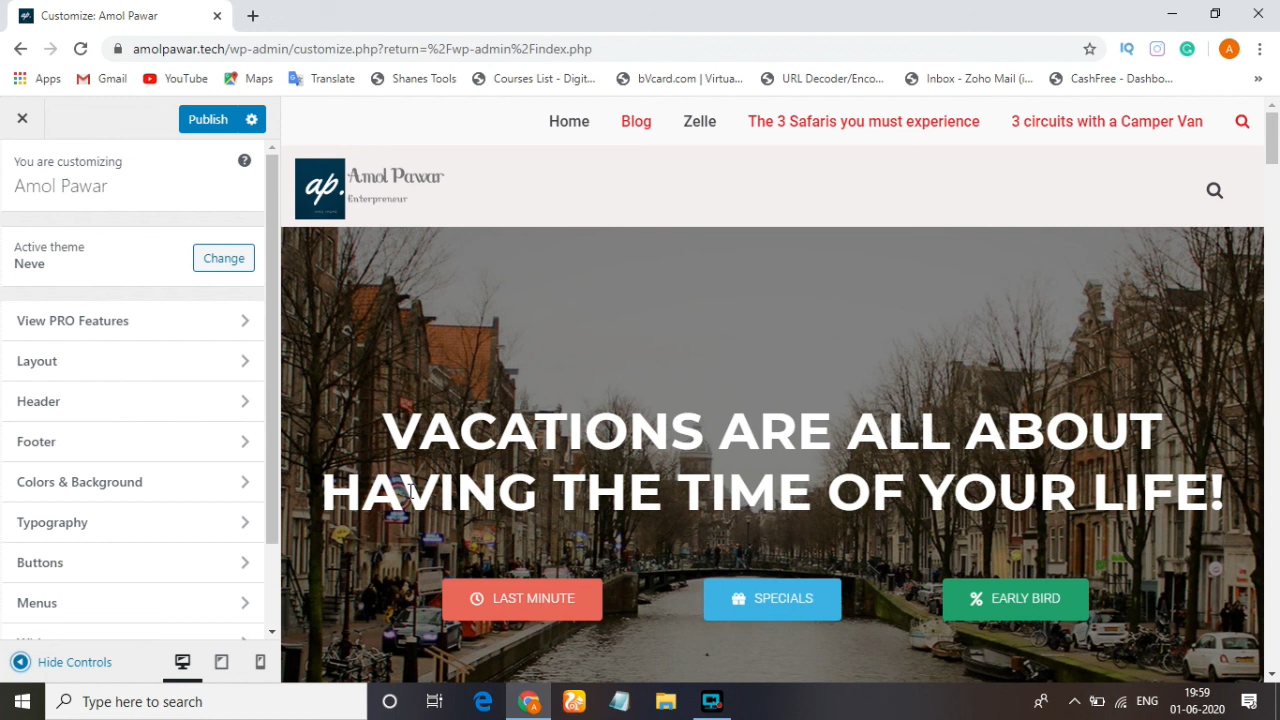 Customize: Amol Pawar
amolpawar.tech/wp-admin/customize.php?return=%2Fwp-admin%2Findex.php
A
Apps Gmail YouTube Maps Translate Shanes Tools Courses List - Digit... bVcard.com | Virtua... URL Decoder/Enco... Inbox - Zoho Mail (i... CashFree - Dashbo... »
Publish
You are customizing
Amol Pawar
Active theme
Neve
Change
View PRO Features
Layout
Header
Footer
Colors & Background
Typography
Buttons
Menus
Hide Controls
Home Blog Zelle The 3 Safaris you must experience 3 circuits with a Camper Van
ap.
Amol Pawar
Enterpreneur
VACATIONS ARE ALL ABOUT
HAVING THE TIME OF YOUR LIFE!
LAST MINUTE SPECIALS EARLY BIRD
Type here to search
ENG
19:59
01-06-2020